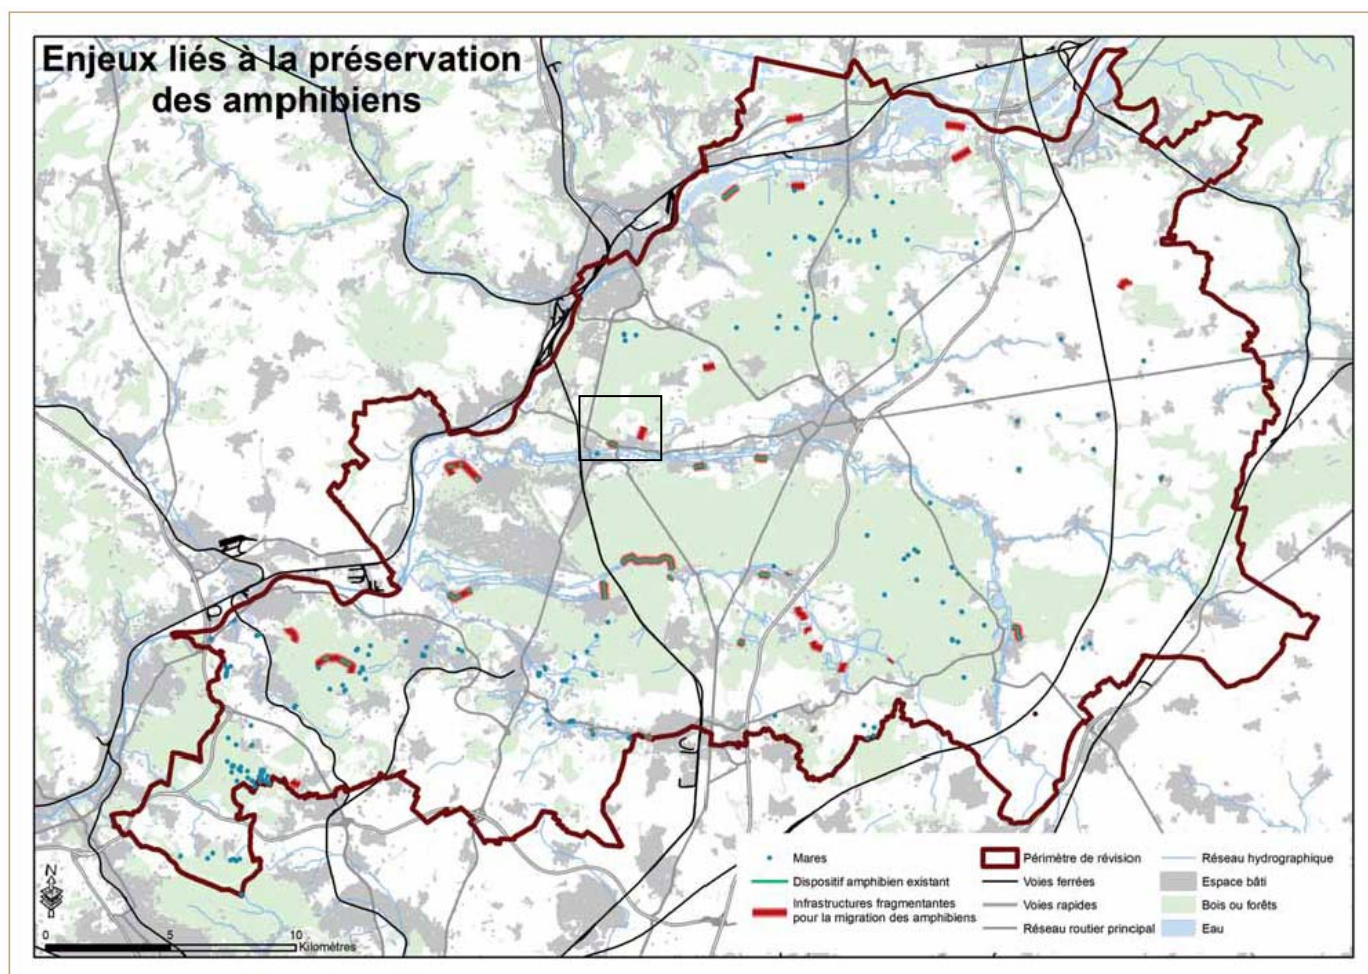 Enjeux liés à la préservation
des amphibiens
N
0 5 10
Kilomètres
Mares
Dispositif amphibien existant
Infrastructures fragmentantes
pour la migration des amphibiens
Périmètre de révision
Voies ferrées
Voies rapides
Réseau routier principal
Réseau hydrographique
Espace bâti
Bois ou forêts
Eau